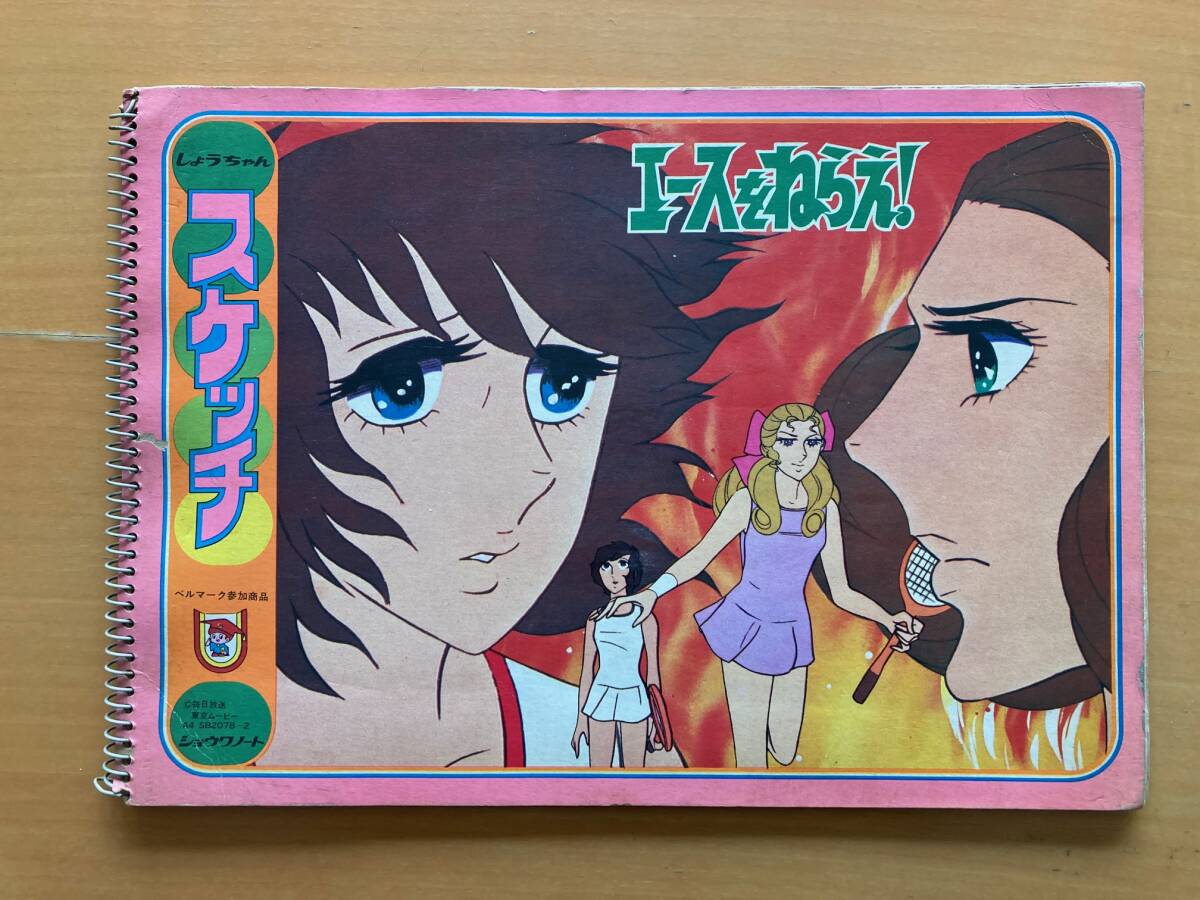 しょうちゃん
スケッチ
ベルマーク参加商品
©毎日放送
東京ムービー
A4 SB2078-2
ショウワノート
エースをねらえ!